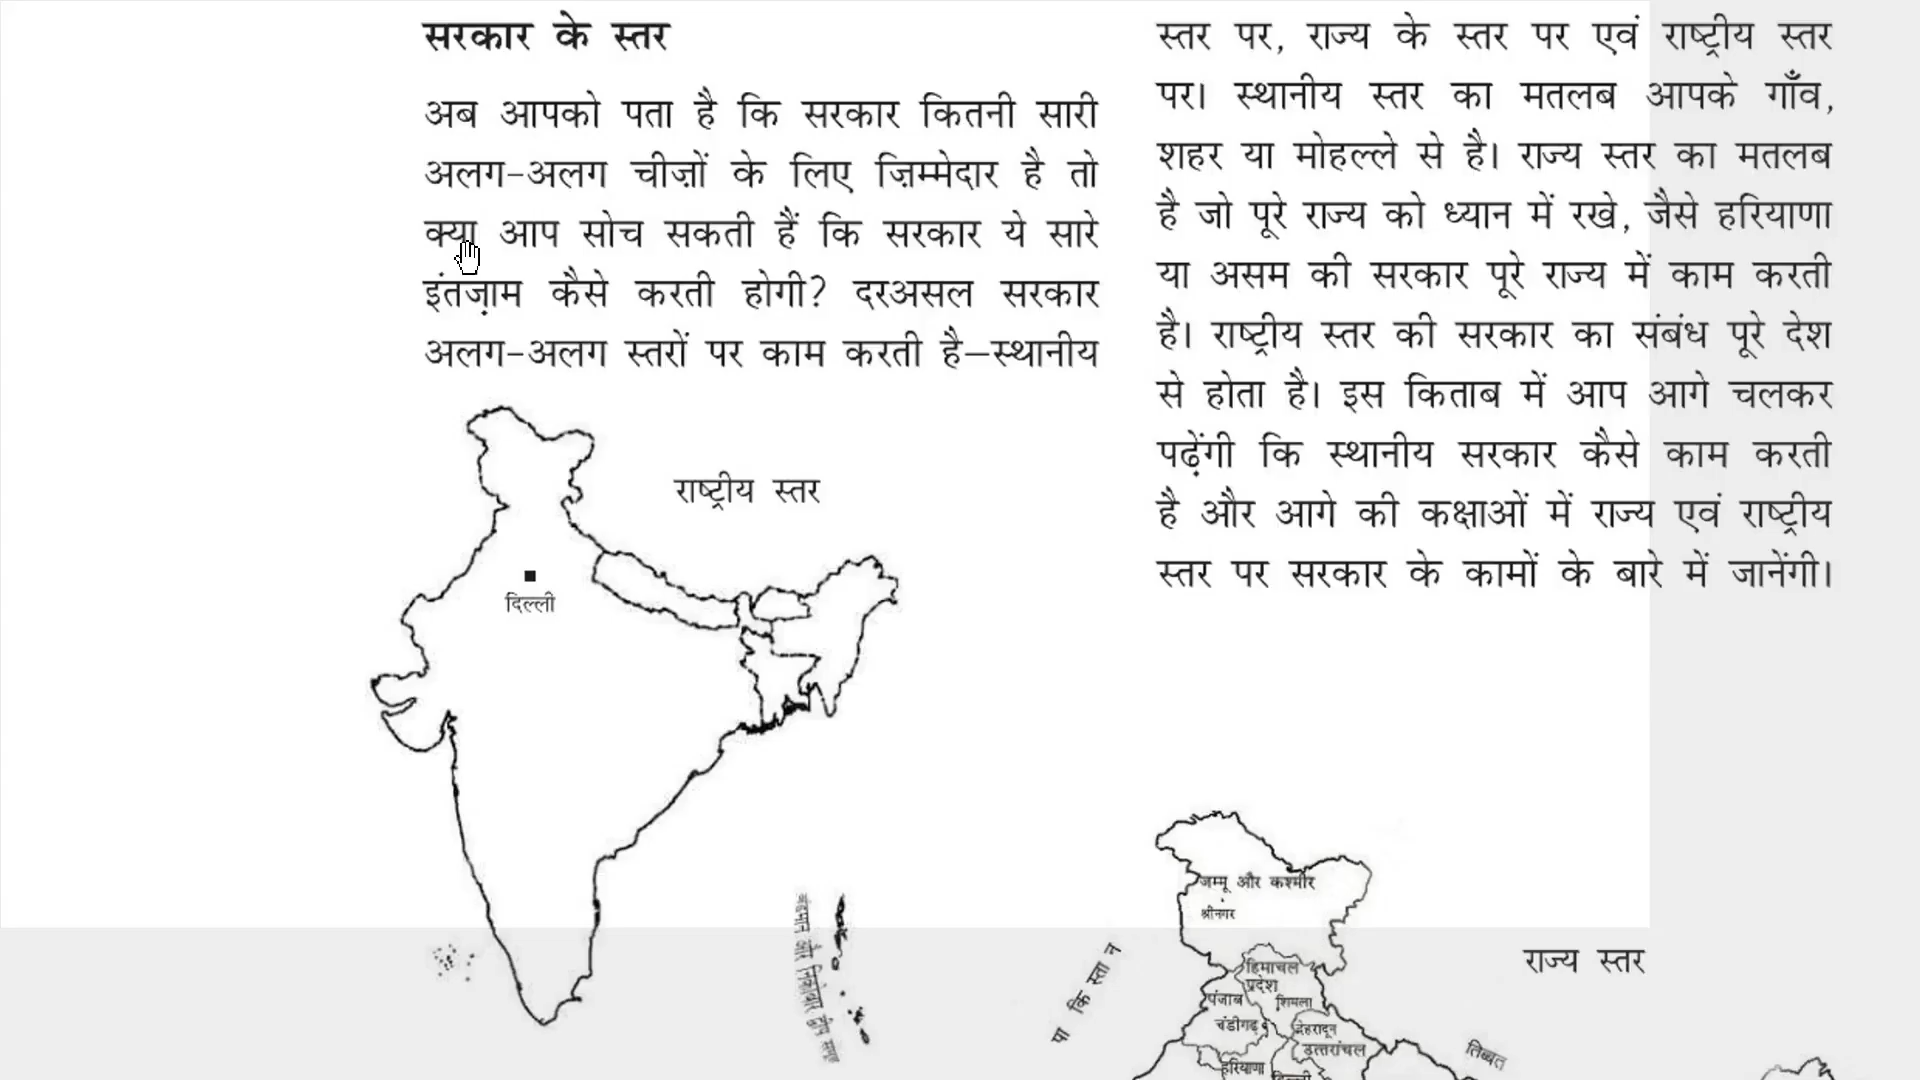 सरकार के स्तर
अब आपको पता है कि सरकार कितनी सारी
अलग-अलग चीज़ों के लिए ज़िम्मेदार है तो
क्या आप सोच सकती हैं कि सरकार ये सारे
इंतज़ाम कैसे करती होगी? दरअसल सरकार
अलग-अलग स्तरों पर काम करती है–स्थानीय
स्तर पर, राज्य के स्तर पर एवं राष्ट्रीय स्तर
पर। स्थानीय स्तर का मतलब आपके गाँव,
शहर या मोहल्ले से है। राज्य स्तर का मतलब
है जो पूरे राज्य को ध्यान में रखे, जैसे हरियाणा
या असम की सरकार पूरे राज्य में काम करती
है। राष्ट्रीय स्तर की सरकार का संबंध पूरे देश
से होता है। इस किताब में आप आगे चलकर
पढ़ेंगी कि स्थानीय सरकार कैसे काम करती
है और आगे की कक्षाओं में राज्य एवं राष्ट्रीय
स्तर पर सरकार के कामों के बारे में जानेंगी।
राष्ट्रीय स्तर
दिल्ली
अंडमान और निकोबार द्वीप समूह
जम्मू और कश्मीर
श्रीनगर
राज्य स्तर
पा कि स्ता न
हिमाचल
प्रदेश
शिमला
पंजाब
चंडीगढ़
देहरादून
उत्तरांचल
तिब्बत
हरियाणा
दिल्ली